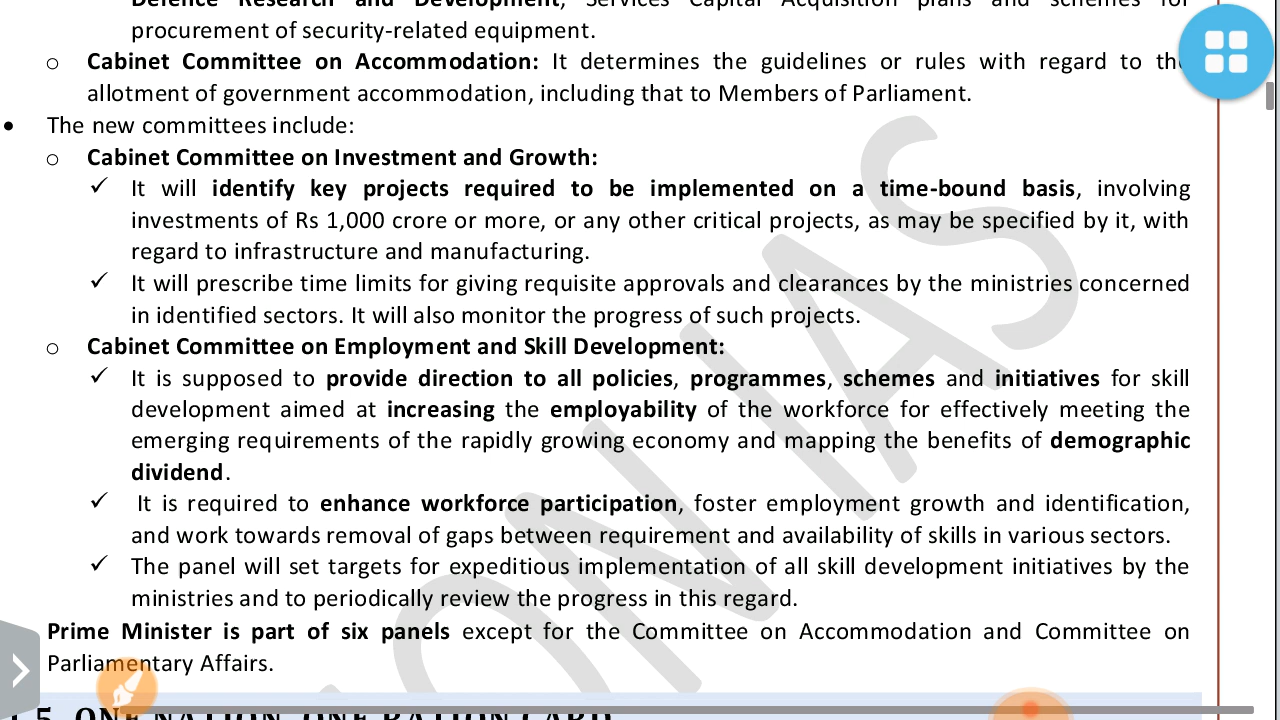 Defence Research and Development, Services Capital Acquisition plans and schemes for
procurement of security-related equipment.
o Cabinet Committee on Accommodation: It determines the guidelines or rules with regard to the
allotment of government accommodation, including that to Members of Parliament.
• The new committees include:
o Cabinet Committee on Investment and Growth:
✓ It will identify key projects required to be implemented on a time-bound basis, involving
investments of Rs 1,000 crore or more, or any other critical projects, as may be specified by it, with
regard to infrastructure and manufacturing.
✓ It will prescribe time limits for giving requisite approvals and clearances by the ministries concerned
in identified sectors. It will also monitor the progress of such projects.
o Cabinet Committee on Employment and Skill Development:
✓ It is supposed to provide direction to all policies, programmes, schemes and initiatives for skill
development aimed at increasing the employability of the workforce for effectively meeting the
emerging requirements of the rapidly growing economy and mapping the benefits of demographic
dividend.
✓ It is required to enhance workforce participation, foster employment growth and identification,
and work towards removal of gaps between requirement and availability of skills in various sectors.
✓ The panel will set targets for expeditious implementation of all skill development initiatives by the
ministries and to periodically review the progress in this regard.
Prime Minister is part of six panels except for the Committee on Accommodation and Committee on
Parliamentary Affairs.
1.5. ONE NATION, ONE RATION CARD
ON IAS